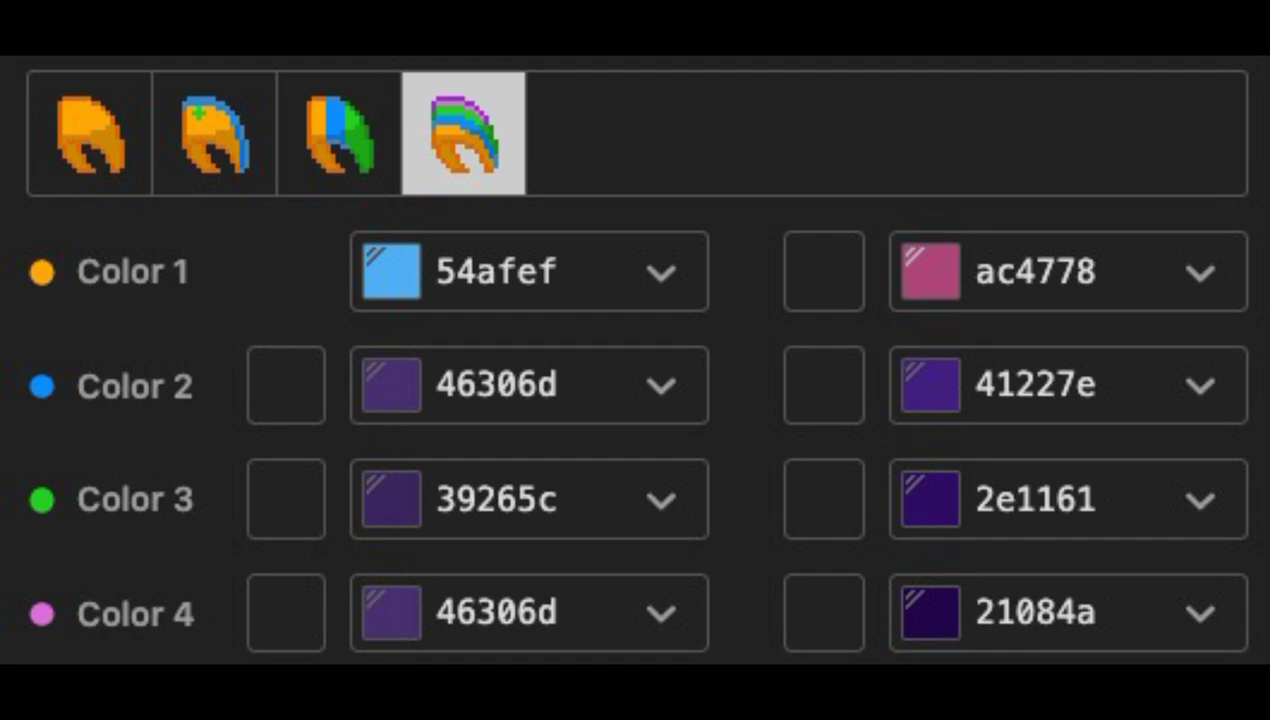 Color 1 54afef ac4778
Color 2 46306d 41227e
Color 3 39265c 2e1161
Color 4 46306d 21084a